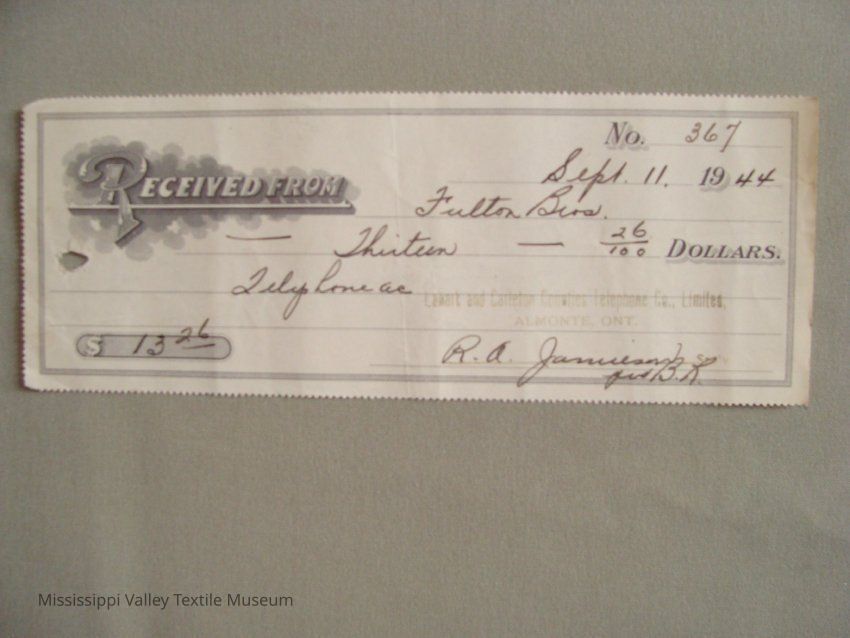 No. 367
Sept. 11, 1944
RECEIVED FROM
Fulton Bros.
— Thirteen — 26/100 DOLLARS.
Telephone ac
Lanark and Carleton Counties Telephone Co., Limited,
ALMONTE, ONT.
$ 13 26
R. A. Jamieson
per B.K.
Mississippi Valley Textile Museum